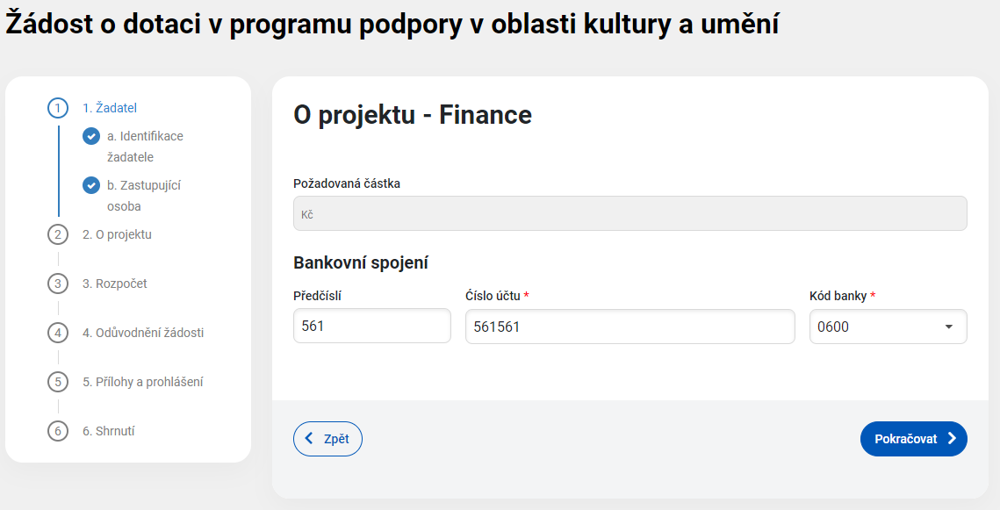 Žádost o dotaci v programu podpory v oblasti kultury a umění
1 1. Žadatel
a. Identifikace
žadatele
b. Zastupující
osoba
2 2. O projektu
3 3. Rozpočet
4 4. Odůvodnění žádosti
5 5. Přílohy a prohlášení
6 6. Shrnutí
O projektu - Finance
Požadovaná částka
Kč
Bankovní spojení
Předčíslí Číslo účtu * Kód banky *
561 561561 0600
Zpět Pokračovat